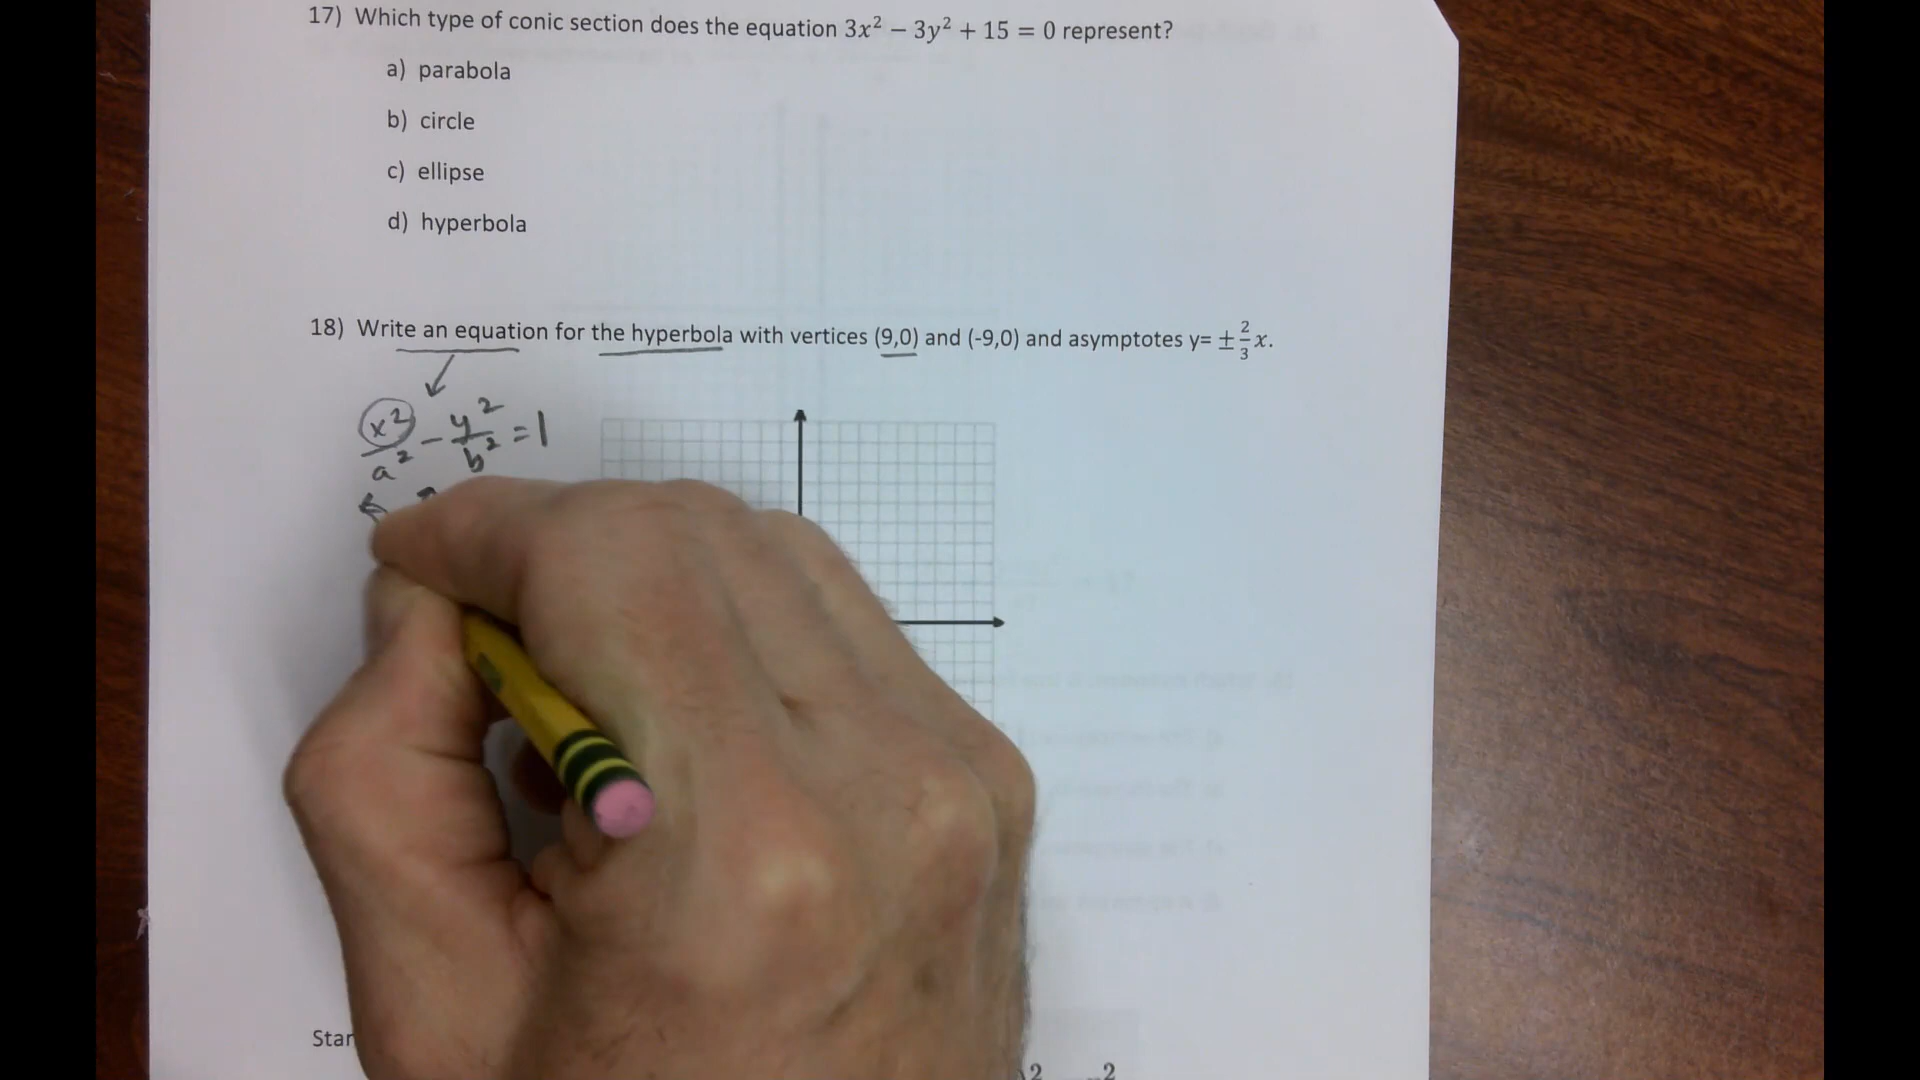 17) Which type of conic section does the equation 3x² − 3y² + 15 = 0 represent?
a) parabola
b) circle
c) ellipse
d) hyperbola
18) Write an equation for the hyperbola with vertices (9,0) and (-9,0) and asymptotes y= ±2/3x.
x²/a² - y²/b² = 1